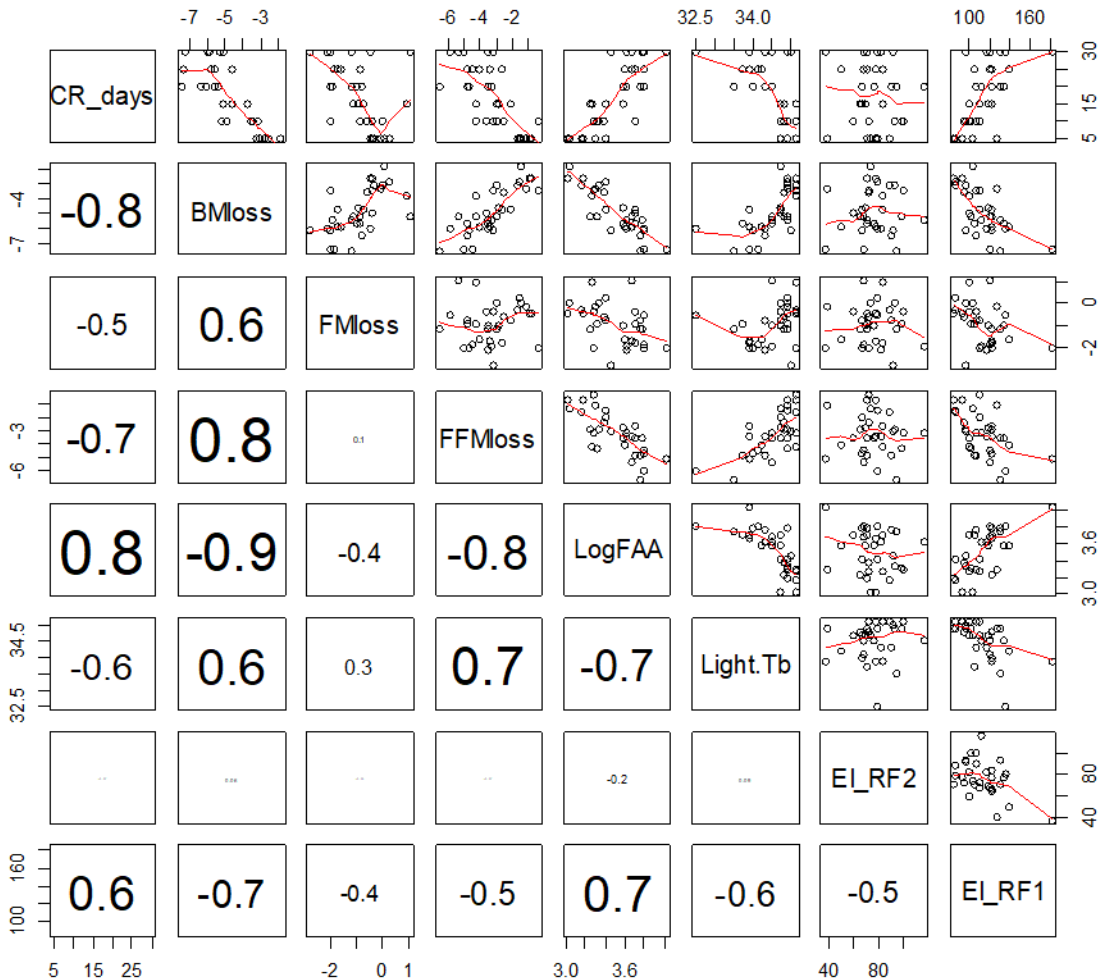 -7 -5 -3 -6 -4 -2 32.5 34.0 100 160
CR_days 5 15 30
-7 -4 -0.8 BMloss
-0.5 0.6 FMloss -2 0
-6 -3 -0.7 0.8 0.1 FFMloss
0.8 -0.9 -0.4 -0.8 LogFAA 3.0 3.6
32.5 34.5 -0.6 0.6 0.3 0.7 -0.7 Light.Tb
-0.2 EI_RF2 40 80
100 160 0.6 -0.7 -0.4 -0.5 0.7 -0.6 -0.5 EI_RF1
5 15 25 -2 0 1 3.0 3.6 40 80